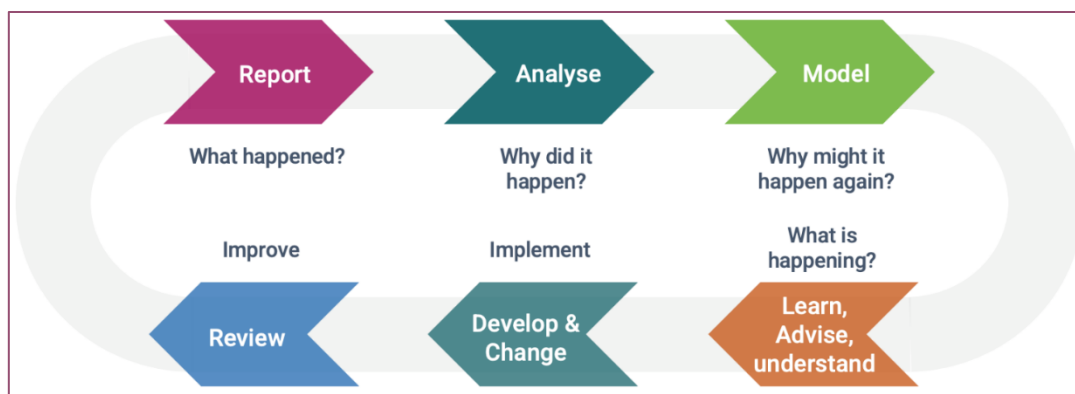 Report
Analyse
Model
What happened?
Why did it
happen?
Why might it
happen again?
Improve
Implement
What is
happening?
Review
Develop &
Change
Learn,
Advise,
understand